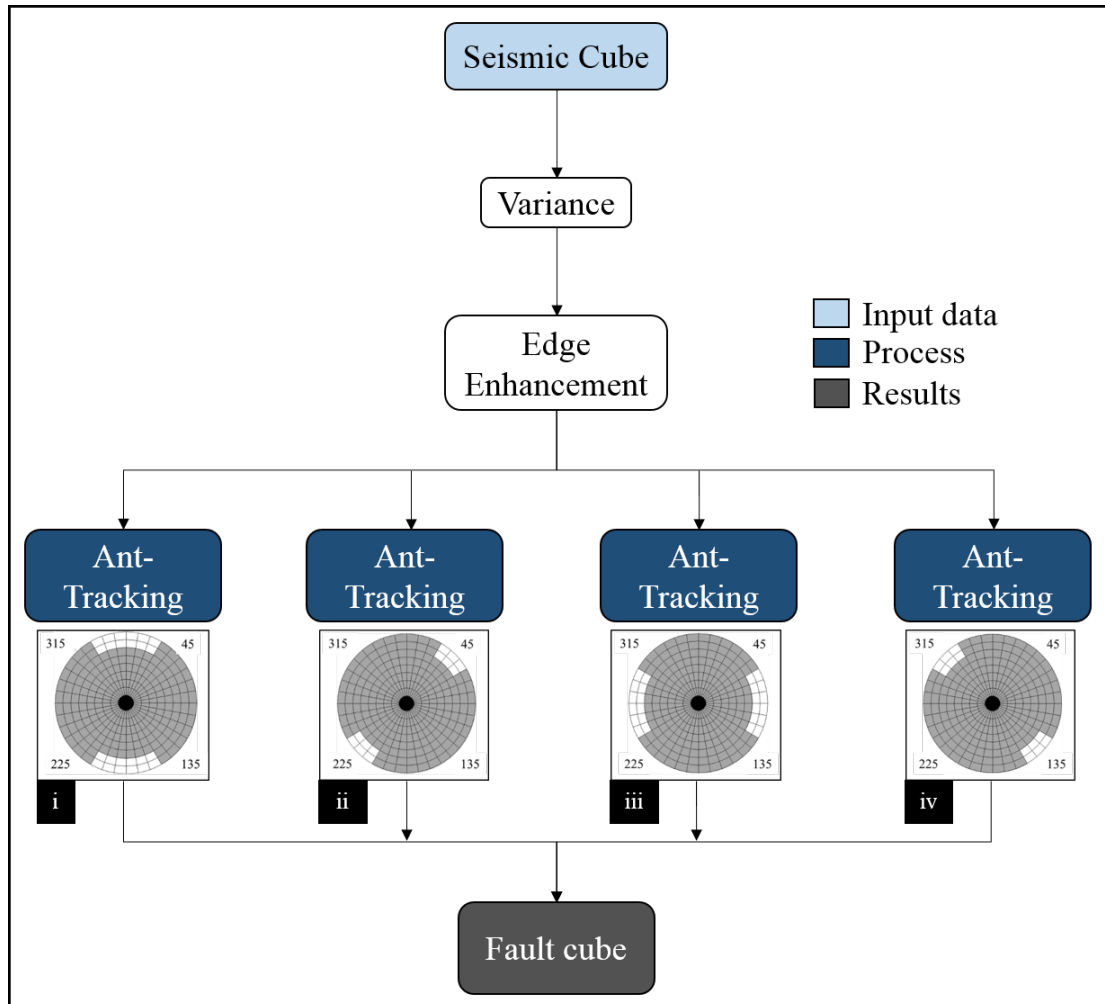 Seismic Cube
Variance
Edge
Enhancement
Input data
Process
Results
Ant-
Tracking
Ant-
Tracking
Ant-
Tracking
Ant-
Tracking
315 45
225 135
i
315 45
225 135
ii
315 45
225 135
iii
315 45
225 135
iv
Fault cube